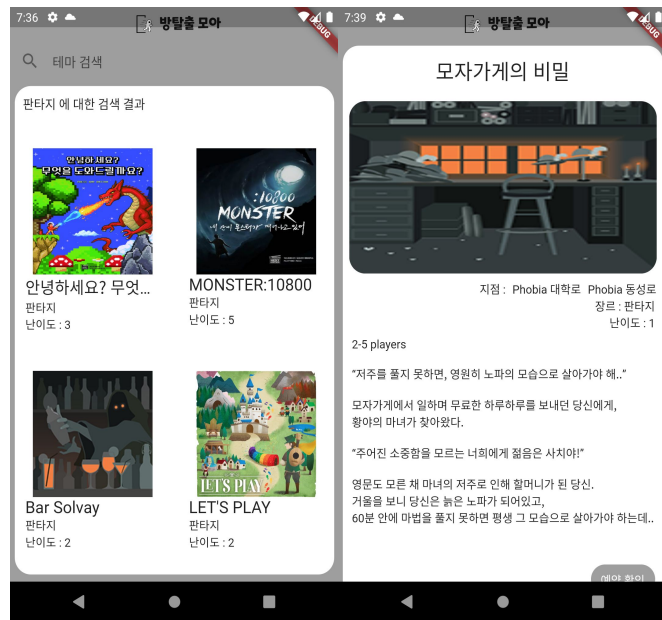 7:36
방탈출 모아
DEBUG
테마 검색
판타지 에 대한 검색 결과
안녕하세요?
무엇을 도와드릴까요?
안녕하세요? 무엇...
판타지
난이도 : 3
:10800
MONSTER
MONSTER:10800
판타지
난이도 : 5
Bar Solvay
판타지
난이도 : 2
LET'S PLAY
LET'S PLAY
판타지
난이도 : 2
7:39
방탈출 모아
DEBUG
모자가게의 비밀
지점 : Phobia 대학로 Phobia 동성로
장르 : 판타지
난이도 : 1
2-5 players
“저주를 풀지 못하면, 영원히 노파의 모습으로 살아가야 해..”
모자가게에서 일하며 무료한 하루하루를 보내던 당신에게,
황야의 마녀가 찾아왔다.
“주어진 소중함을 모르는 너희에게 젊음은 사치야!”
영문도 모른 채 마녀의 저주로 인해 할머니가 된 당신.
거울을 보니 당신은 늙은 노파가 되어있고,
60분 안에 마법을 풀지 못하면 평생 그 모습으로 살아가야 하는데..
예약 확인